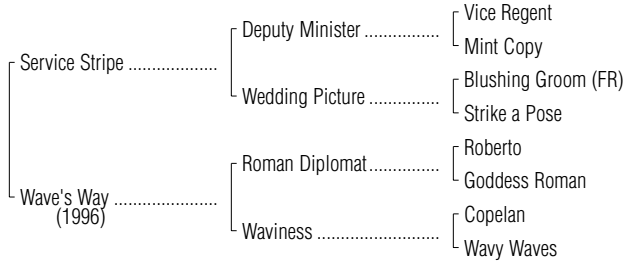 Vice Regent
Deputy Minister ..................
Mint Copy
Service Stripe .....................
Blushing Groom (FR)
Wedding Picture .................
Strike a Pose
Roberto
Roman Diplomat .................
Goddess Roman
Wave's Way .........................
(1996)
Copelan
Waviness .............................
Wavy Waves